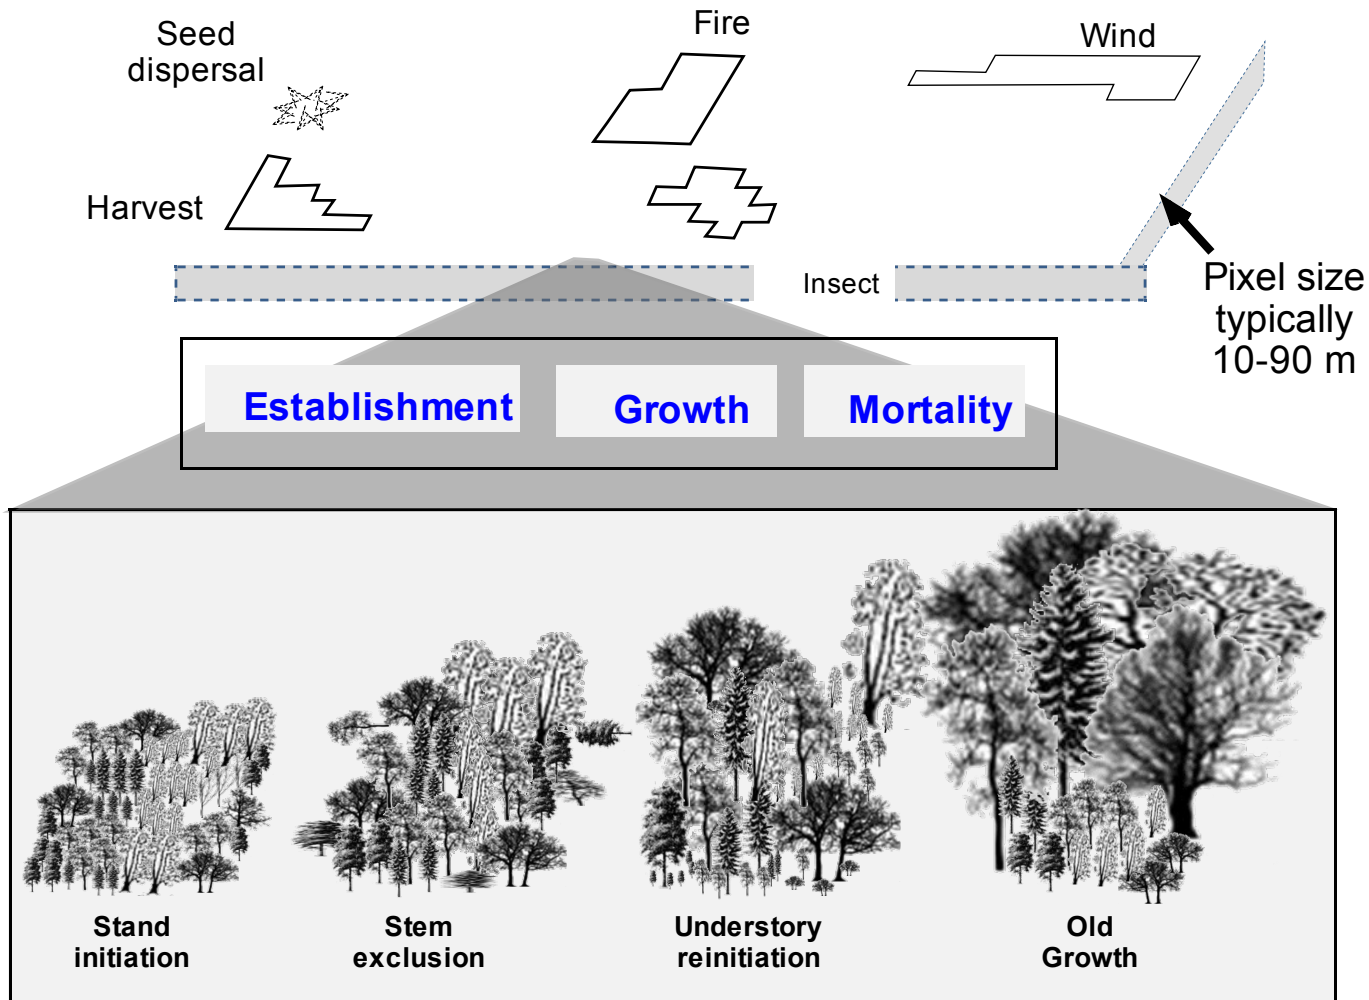 Seed
dispersal
Fire
Wind
Harvest
Insect
Pixel size
typically
10-90 m
Establishment
Growth
Mortality
Stand
initiation
Stem
exclusion
Understory
reinitiation
Old
Growth